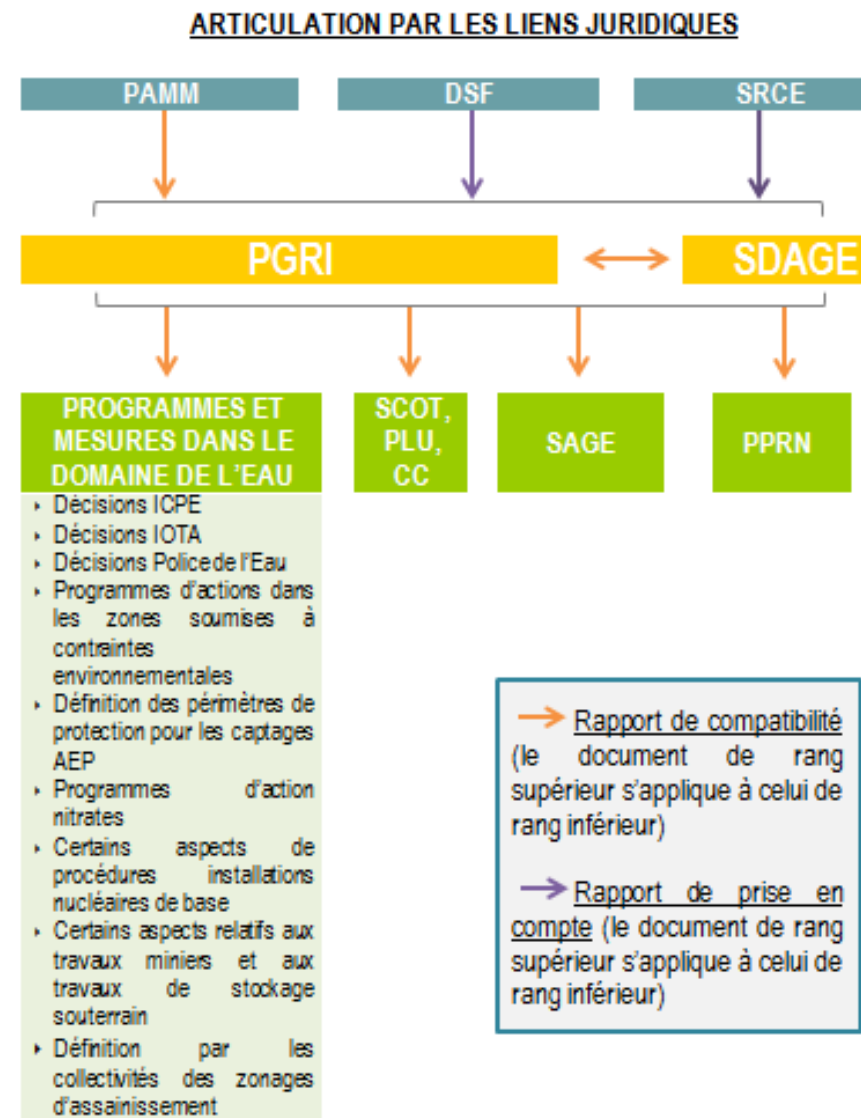 ARTICULATION PAR LES LIENS JURIDIQUES
PAMM
DSF
SRCE
PGRI
SDAGE
PROGRAMMES ET
MESURES DANS LE
DOMAINE DE L'EAU
SCOT,
PLU,
CC
SAGE
PPRN
‣ Décisions ICPE
‣ Décisions IOTA
‣ Décisions Police de l'Eau
‣ Programmes d'actions dans
les zones soumises à
contraintes
environnementales
‣ Définition des périmètres de
protection pour les captages
AEP
‣ Programmes d'action
nitrates
‣ Certains aspects de
procédures installations
nucléaires de base
‣ Certains aspects relatifs aux
travaux miniers et aux
travaux de stockage
souterrain
‣ Définition par les
collectivités des zonages
d'assainissement
Rapport de compatibilité
(le document de rang
supérieur s'applique à celui de
rang inférieur)
Rapport de prise en
compte (le document de rang
supérieur s'applique à celui de
rang inférieur)